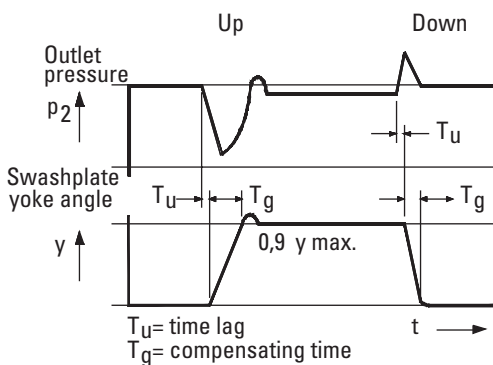 Up Down
Outlet
pressure
p2
Tu
Swashplate
yoke angle
Tu Tg Tg
y
0,9 y max.
Tu= time lag
Tg= compensating time
t